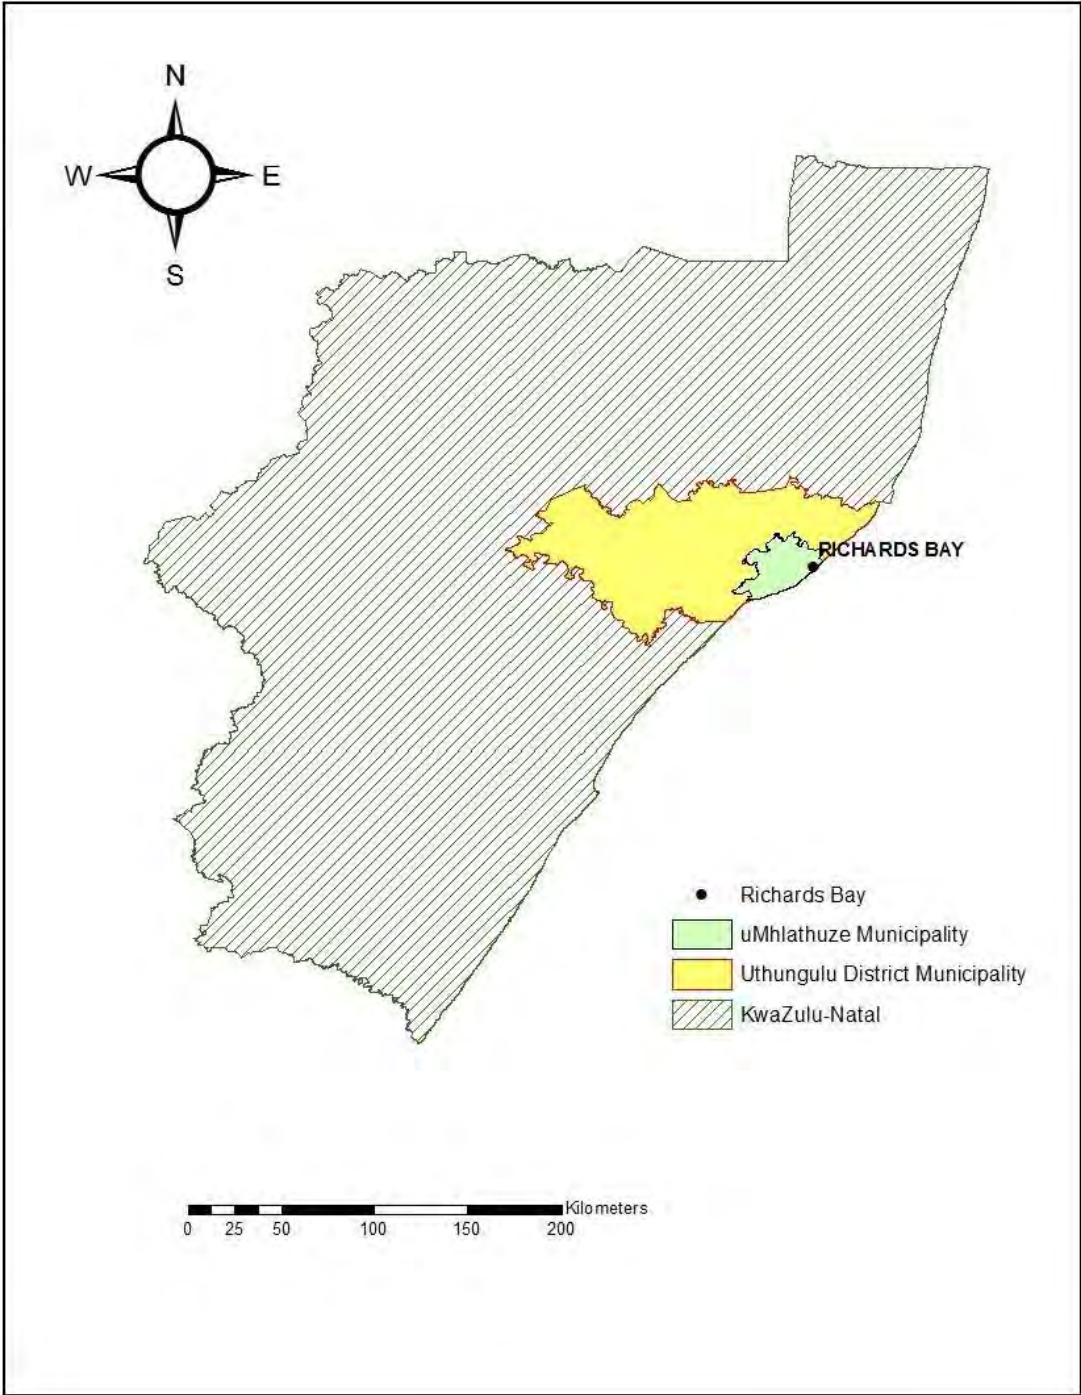 N
W E
S
RICHARDS BAY
Richards Bay
uMhlathuze Municipality
Uthungulu District Municipality
KwaZulu-Natal
Kilometers
0 25 50 100 150 200